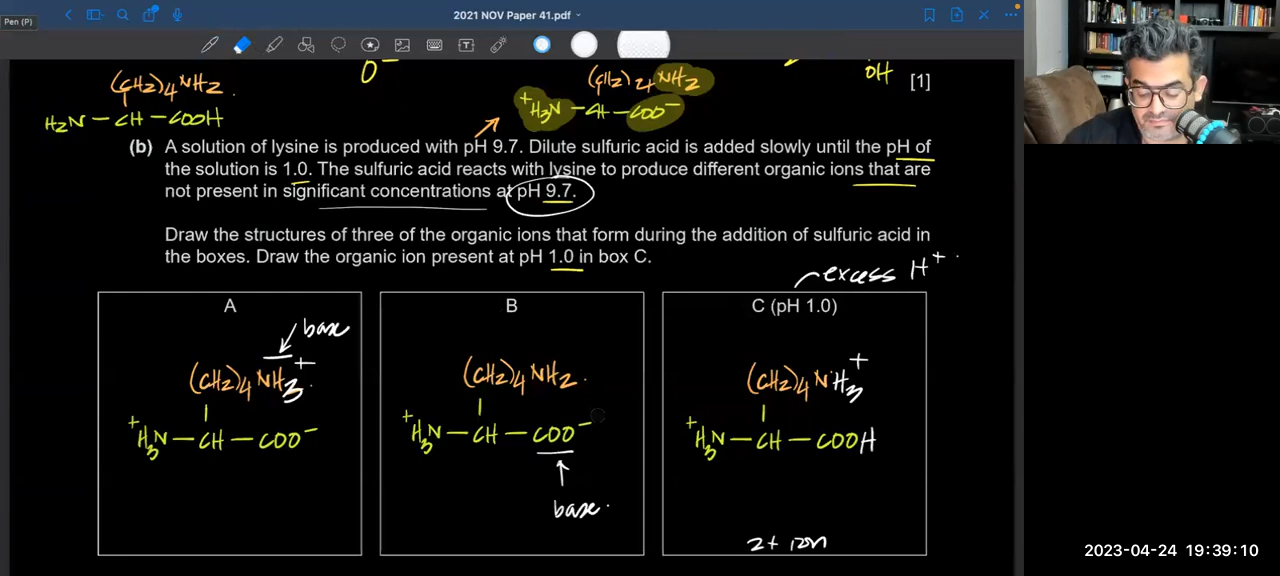 2021 NOV Paper 41.pdf
Pen (P)
(CH2)4NH2.
H2N – CH – COOH
O⁻
(CH2)4NH2
⁺H3N – CH – COO⁻
OH
[1]
(b) A solution of lysine is produced with pH 9.7. Dilute sulfuric acid is added slowly until the pH of
the solution is 1.0. The sulfuric acid reacts with lysine to produce different organic ions that are
not present in significant concentrations at pH 9.7.
Draw the structures of three of the organic ions that form during the addition of sulfuric acid in
the boxes. Draw the organic ion present at pH 1.0 in box C.
excess H⁺.
A
base
(CH2)4NH3⁺.
⁺H3N – CH – COO⁻
B
(CH2)4NH2.
⁺H3N – CH – COO⁻
base.
C (pH 1.0)
(CH2)4NH3⁺
⁺H3N – CH – COOH
2+ ion
2023-04-24 19:39:10